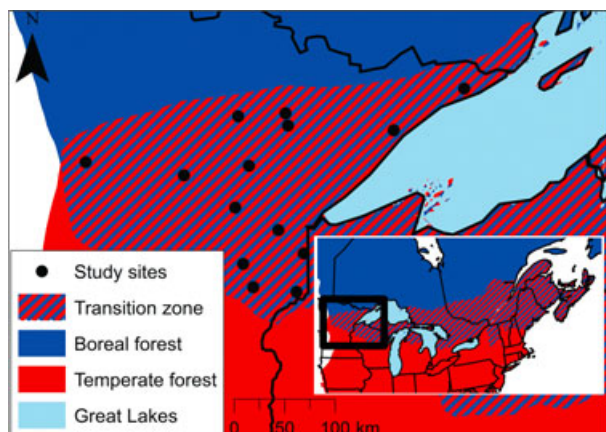 N
Study sites
Transition zone
Boreal forest
Temperate forest
Great Lakes
0 50 100 km